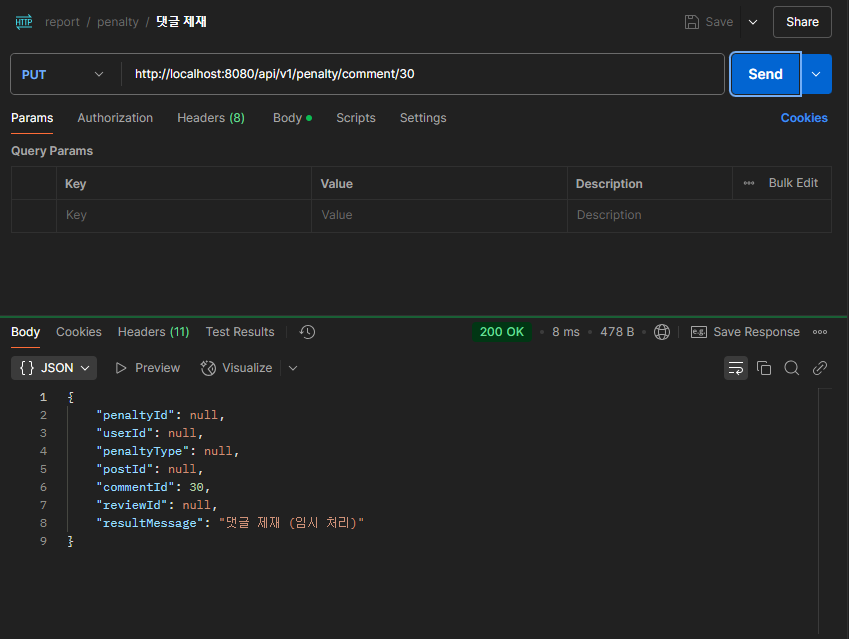 HTTP report / penalty / 댓글 제재 Save Share
PUT http://localhost:8080/api/v1/penalty/comment/30 Send
Params Authorization Headers (8) Body Scripts Settings Cookies
Query Params
Key Value Description Bulk Edit
Key Value Description
Body Cookies Headers (11) Test Results 200 OK 8 ms 478 B e.g. Save Response
{} JSON Preview Visualize
1 {
2 "penaltyId": null,
3 "userId": null,
4 "penaltyType": null,
5 "postId": null,
6 "commentId": 30,
7 "reviewId": null,
8 "resultMessage": "댓글 제재 (임시 처리)"
9 }